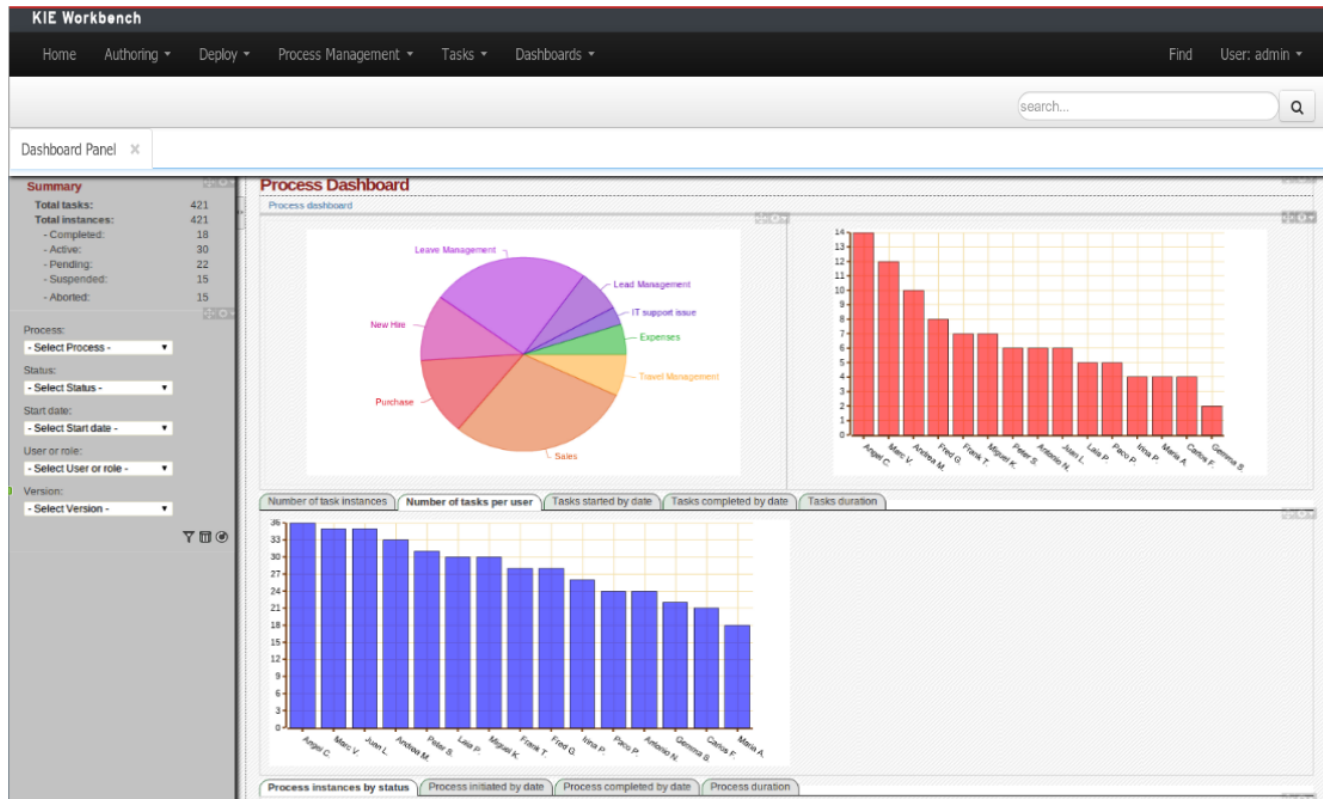 KIE Workbench
Home Authoring Deploy Process Management Tasks Dashboards Find User: admin
search...
Dashboard Panel ×
Summary
Total tasks: 421
Total instances: 421
- Completed: 18
- Active: 30
- Pending: 22
- Suspended: 15
- Aborted: 15
Process:
- Select Process -
Status:
- Select Status -
Start date:
- Select Start date -
User or role:
- Select User or role -
Version:
- Select Version -
Process Dashboard
Process dashboard
Leave Management
Lead Management
IT support issue
New Hire
Expenses
Travel Management
Purchase
Sales
14
13
12
11
10
9
8
7
6
5
4
3
2
1
0
Angel C. Marc V. Andrea M. Fred G. Frank T. Miguel K. Peter S. Antonio N. Juan L. Laia P. Paco P. Irina P. Maria A. Carlos F. Gemma S.
Number of task instances Number of tasks per user Tasks started by date Tasks completed by date Tasks duration
36
33
30
27
24
21
18
15
12
9
6
3
0
Angel C. Marc V. Juan L. Andrea M. Peter S. Laia P. Miguel K. Frank T. Fred G. Irina P. Paco P. Antonio N. Gemma S. Carlos F. Maria A.
Process instances by status Process initiated by date Process completed by date Process duration